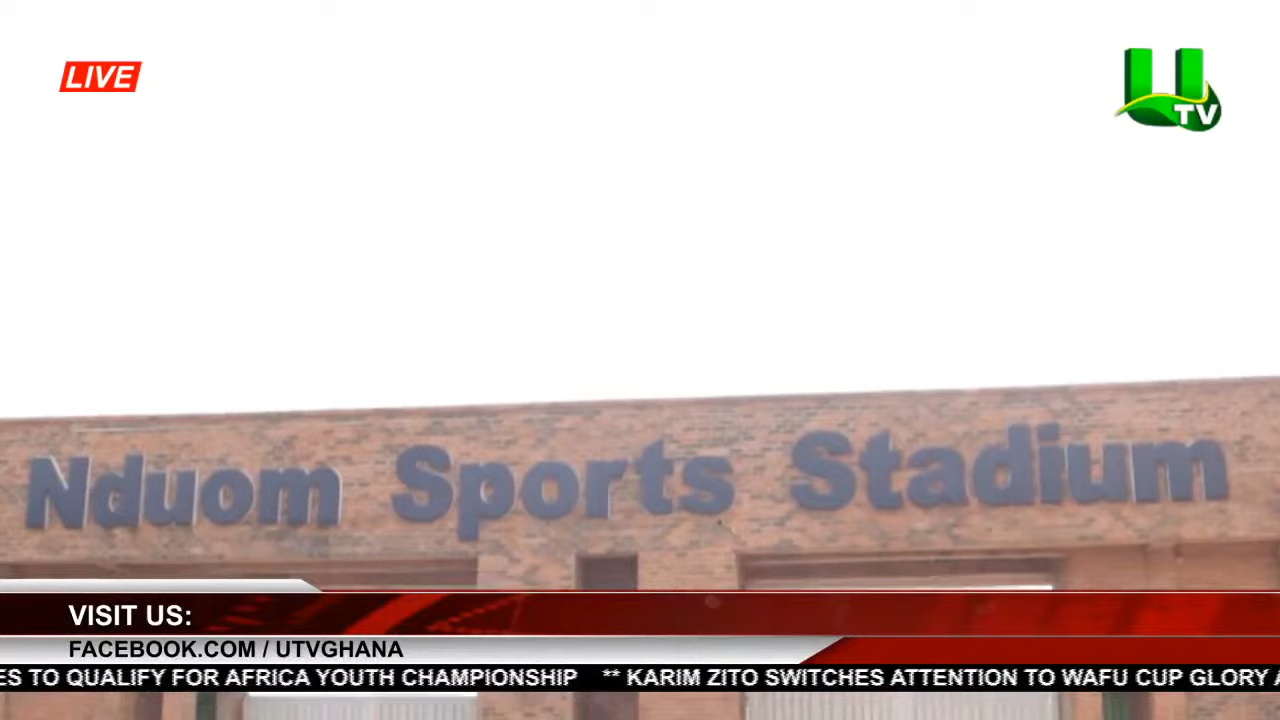 LIVE
U
TV
Nduom Sports Stadium
VISIT US:
FACEBOOK.COM / UTVGHANA
ES TO QUALIFY FOR AFRICA YOUTH CHAMPIONSHIP ** KARIM ZITO SWITCHES ATTENTION TO WAFU CUP GLORY A